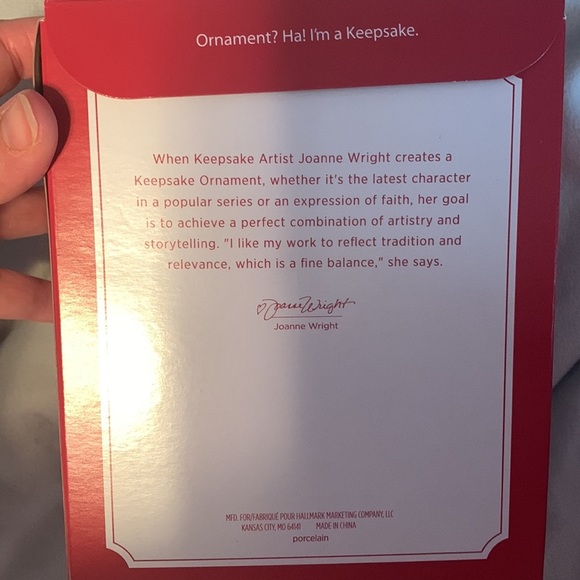 Ornament? Ha! I'm a Keepsake.
When Keepsake Artist Joanne Wright creates a
Keepsake Ornament, whether it's the latest character
in a popular series or an expression of faith, her goal
is to achieve a perfect combination of artistry and
storytelling. "I like my work to reflect tradition and
relevance, which is a fine balance," she says.
Joanne Wright
Joanne Wright
MFD. FOR/FABRIQUÉ POUR HALLMARK MARKETING COMPANY, LLC
KANSAS CITY, MO 64141 MADE IN CHINA
porcelain